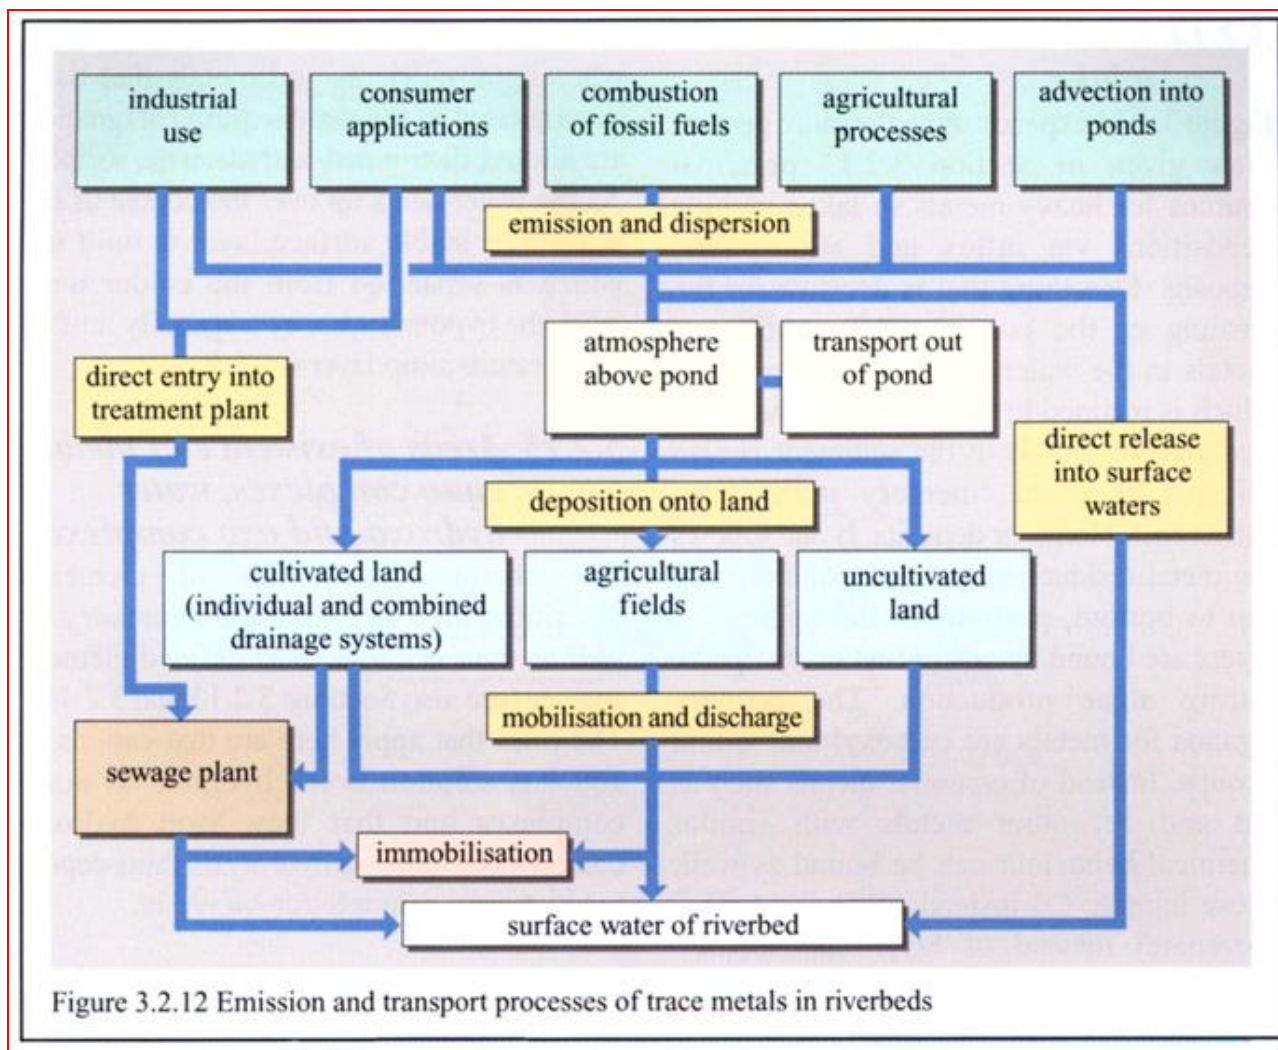 industrial
use
consumer
applications
combustion
of fossil fuels
agricultural
processes
advection into
ponds
emission and dispersion
direct entry into
treatment plant
atmosphere
above pond
transport out
of pond
direct release
into surface
waters
deposition onto land
cultivated land
(individual and combined
drainage systems)
agricultural
fields
uncultivated
land
mobilisation and discharge
sewage plant
immobilisation
surface water of riverbed
Figure 3.2.12 Emission and transport processes of trace metals in riverbeds